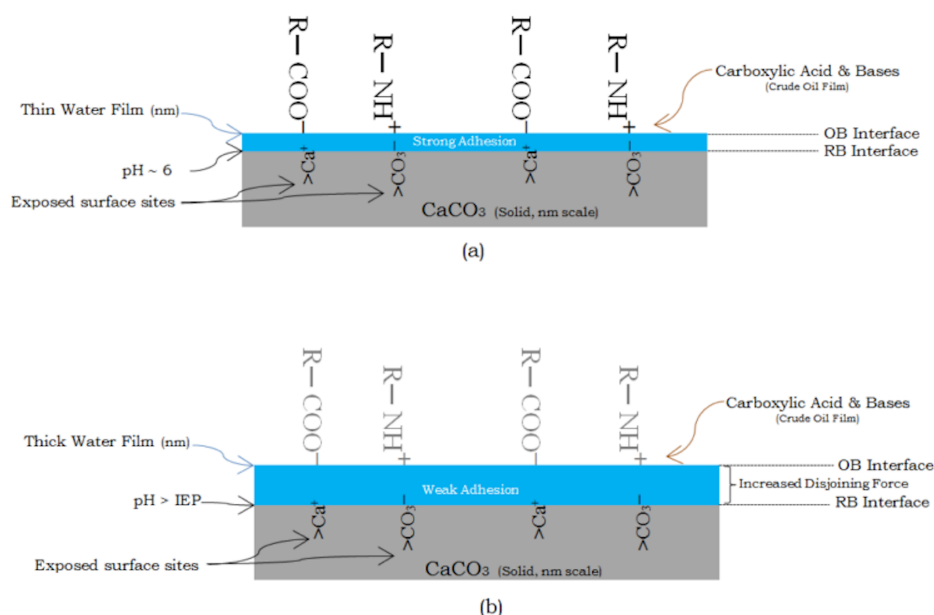 R—COO–
R—NH+
R—COO–
R—NH+
Carboxylic Acid & Bases
(Crude Oil Film)
Thin Water Film (nm)
OB Interface
Strong Adhesion
RB Interface
pH ~ 6
>Ca+
>CO3–
>Ca+
>CO3–
Exposed surface sites
CaCO3 (Solid, nm scale)
(a)
R—COO–
R—NH+
R—COO–
R—NH+
Carboxylic Acid & Bases
(Crude Oil Film)
Thick Water Film (nm)
OB Interface
Increased Disjoining Force
Weak Adhesion
pH > IEP
RB Interface
>Ca+
>CO3–
>Ca+
>CO3–
Exposed surface sites
CaCO3 (Solid, nm scale)
(b)